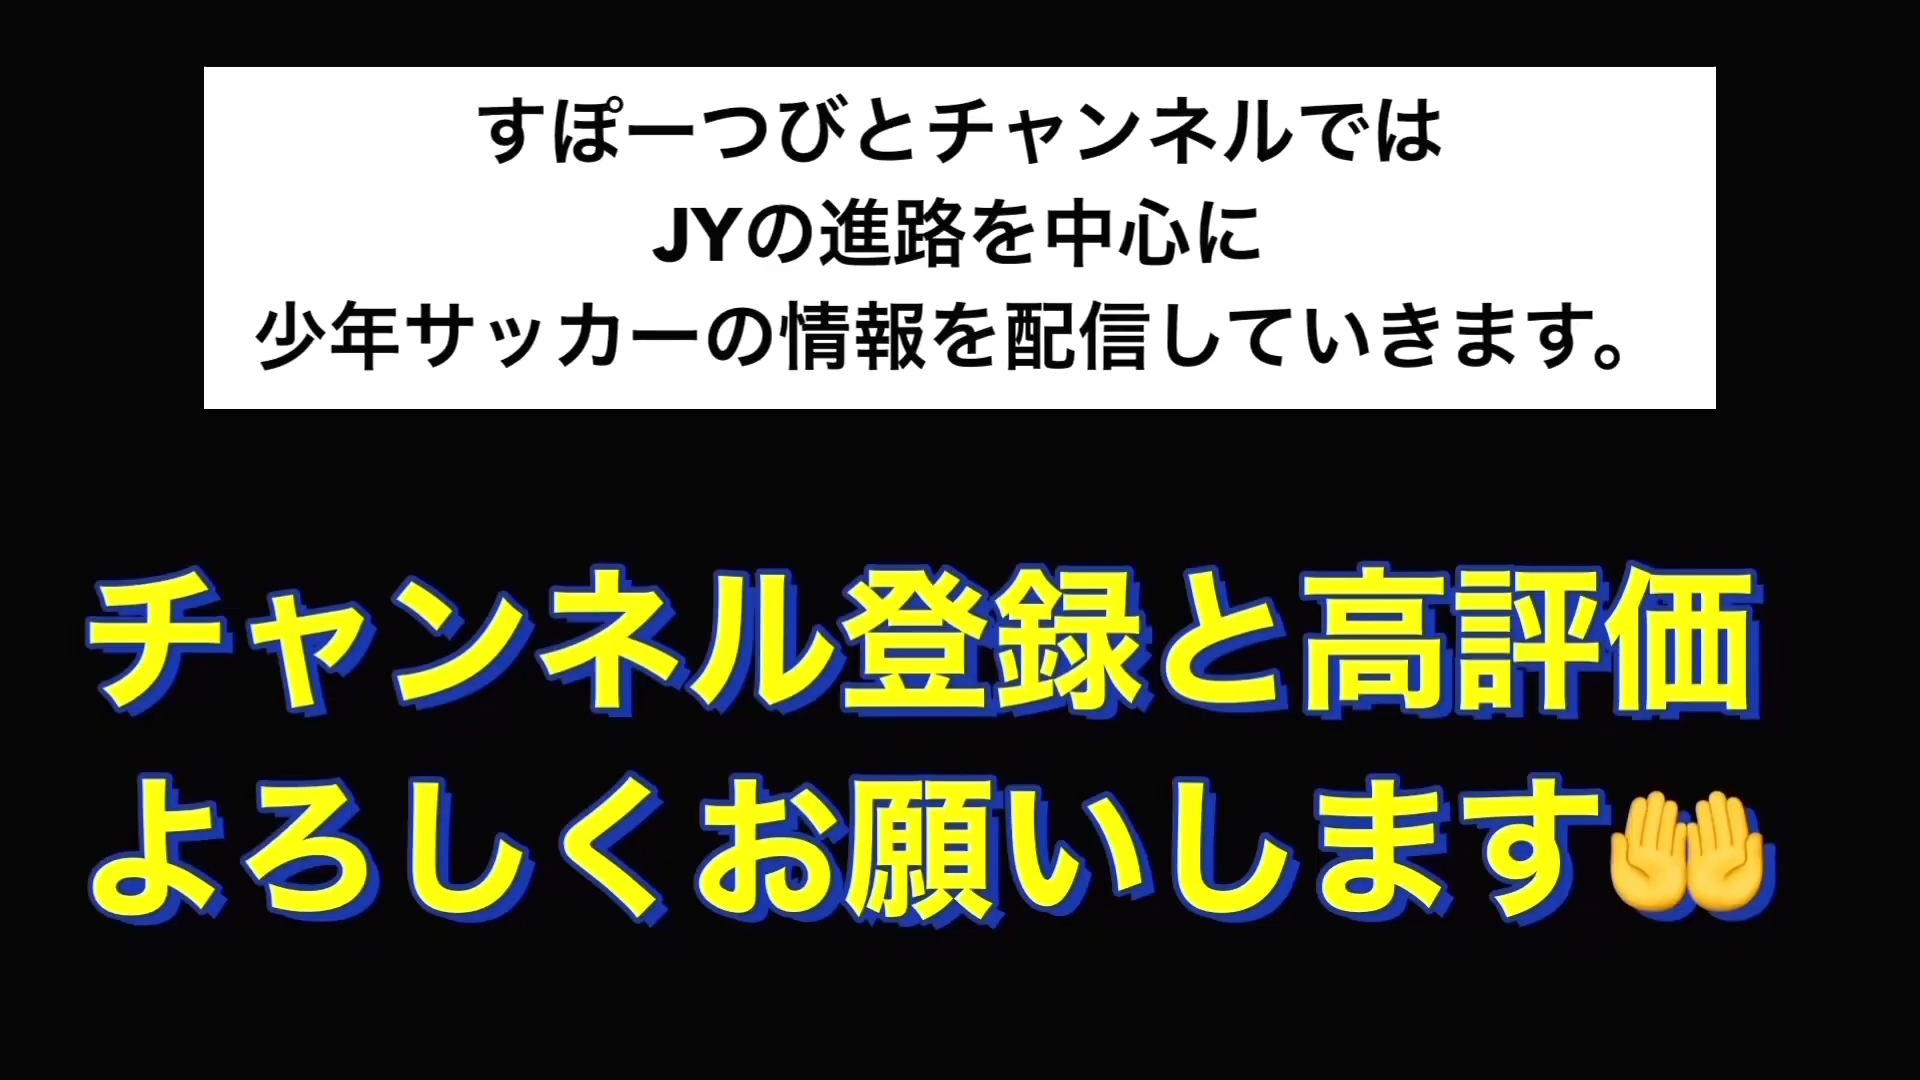 すぽーつびとチャンネルでは
JYの進路を中心に
少年サッカーの情報を配信していきます。
チャンネル登録と高評価
よろしくお願いします🤲